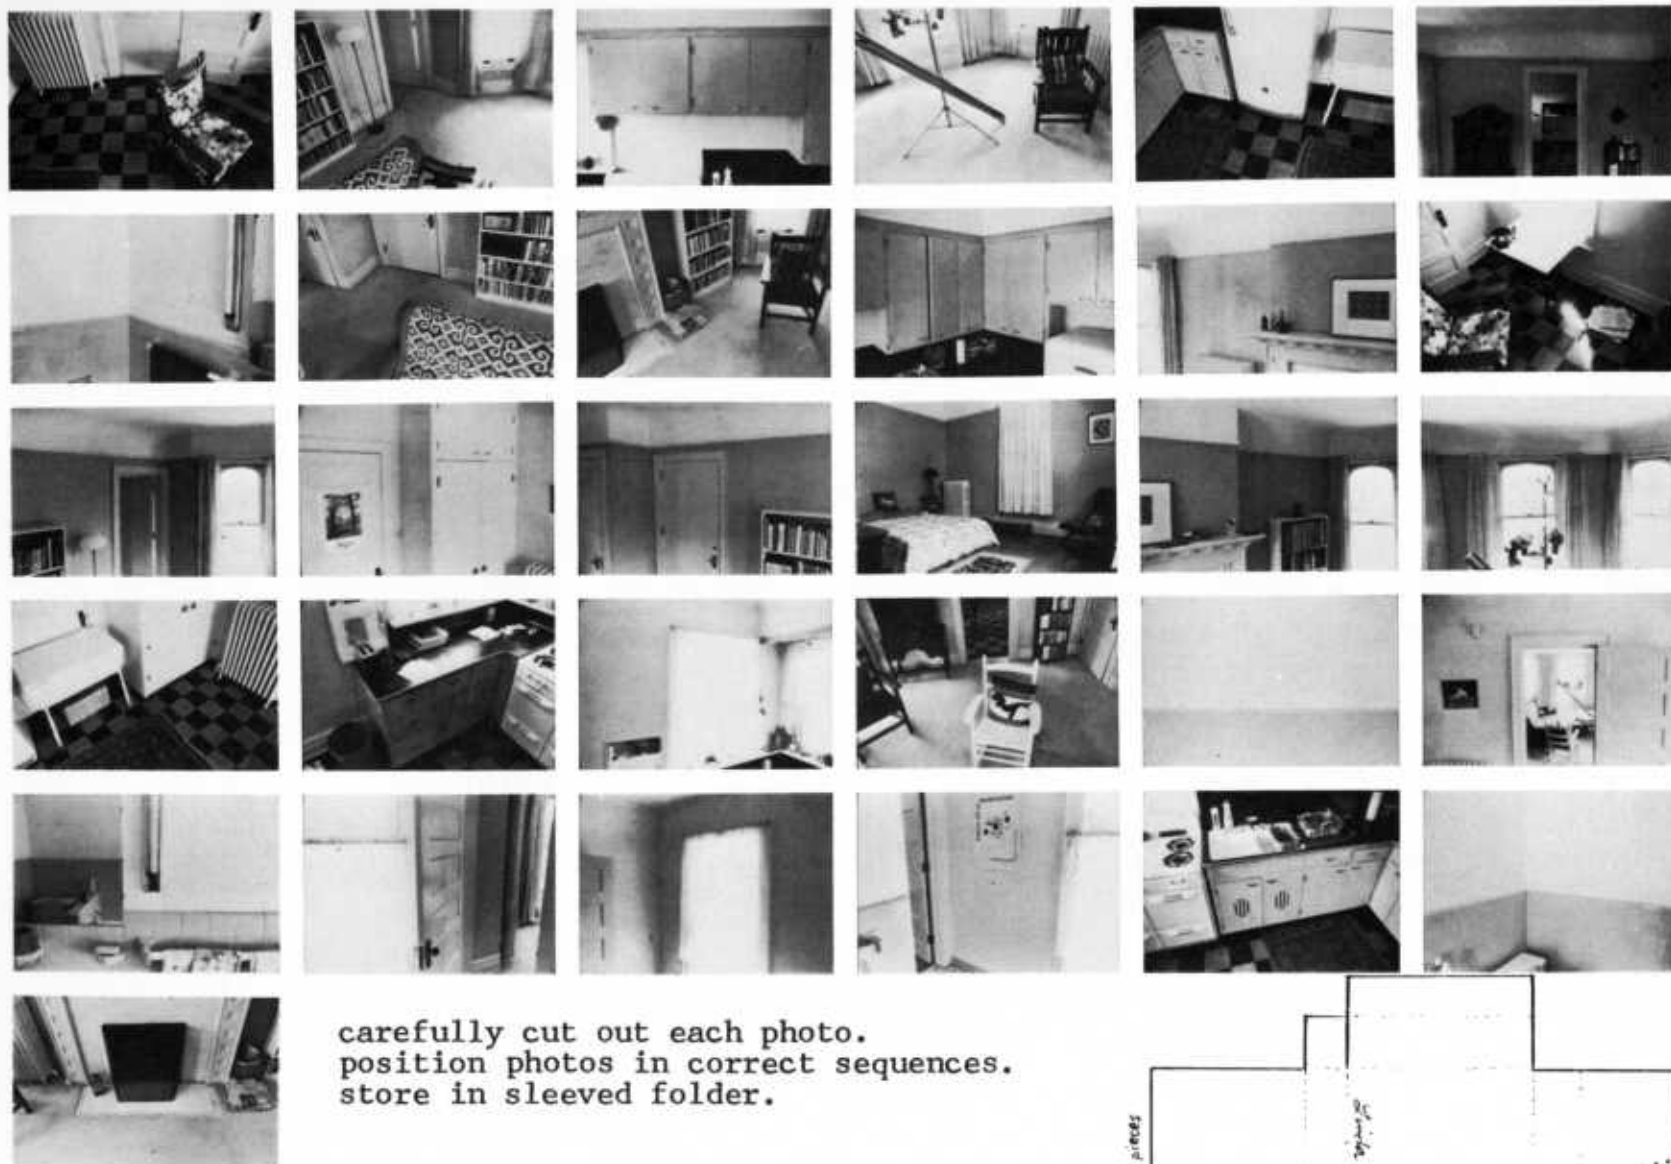 carefully cut out each photo.
position photos in correct sequences.
store in sleeved folder.
pieces